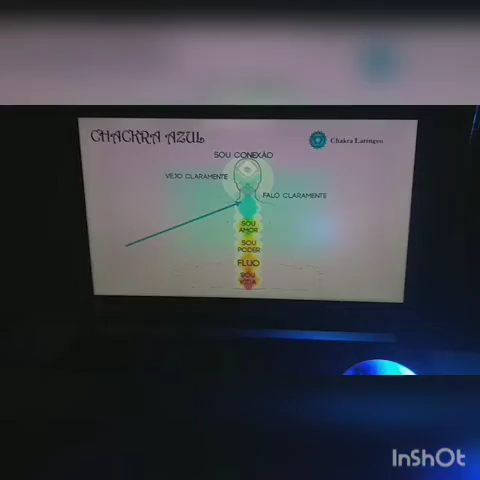 CHACKRA AZUL
Chakra Laríngeo
SOU CONEXÃO
VEJO CLARAMENTE
FALO CLARAMENTE
SOU
AMOR
SOU
PODER
FLUO
SOU
VIDA
InShOt